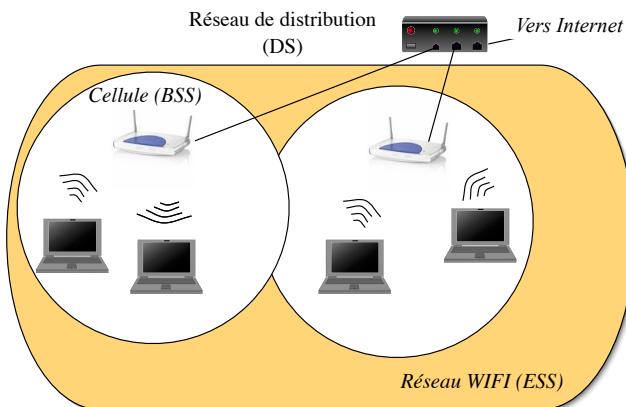 Réseau de distribution
(DS)
Vers Internet
Cellule (BSS)
Réseau WIFI (ESS)